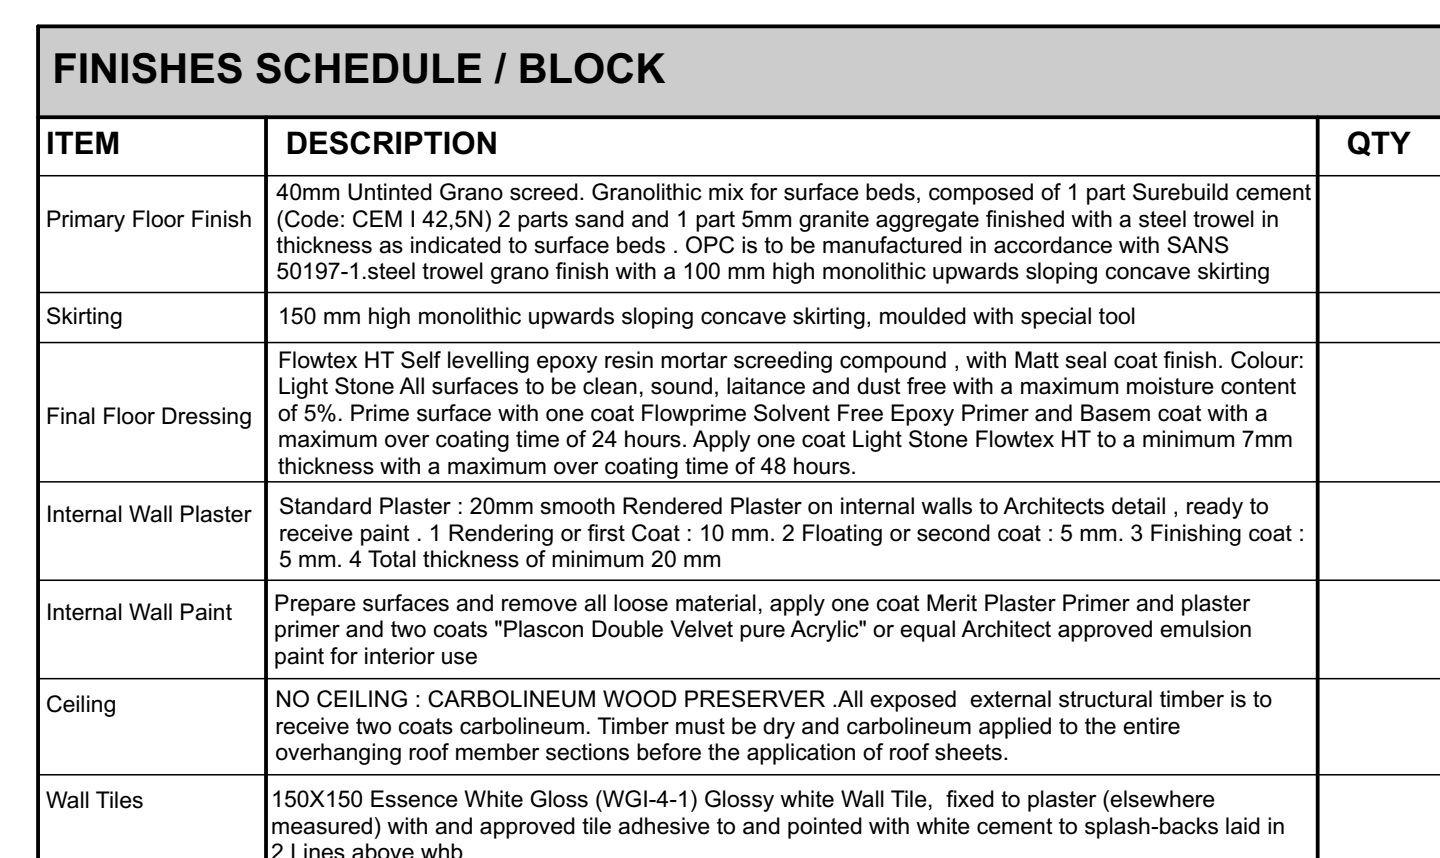 FINISHES SCHEDULE / BLOCK
ITEM DESCRIPTION QTY
Primary Floor Finish
40mm Untinted Grano screed. Granolithic mix for surface beds, composed of 1 part Surebuild cement
(Code: CEM I 42,5N) 2 parts sand and 1 part 5mm granite aggregate finished with a steel trowel in
thickness as indicated to surface beds . OPC is to be manufactured in accordance with SANS
50197-1.steel trowel grano finish with a 100 mm high monolithic upwards sloping concave skirting
Skirting
150 mm high monolithic upwards sloping concave skirting, moulded with special tool
Final Floor Dressing
Flowtex HT Self levelling epoxy resin mortar screeding compound , with Matt seal coat finish. Colour:
Light Stone All surfaces to be clean, sound, laitance and dust free with a maximum moisture content
of 5%. Prime surface with one coat Flowprime Solvent Free Epoxy Primer and Basem coat with a
maximum over coating time of 24 hours. Apply one coat Light Stone Flowtex HT to a minimum 7mm
thickness with a maximum over coating time of 48 hours.
Internal Wall Plaster
Standard Plaster : 20mm smooth Rendered Plaster on internal walls to Architects detail , ready to
receive paint . 1 Rendering or first Coat : 10 mm. 2 Floating or second coat : 5 mm. 3 Finishing coat :
5 mm. 4 Total thickness of minimum 20 mm
Internal Wall Paint
Prepare surfaces and remove all loose material, apply one coat Merit Plaster Primer and plaster
primer and two coats "Plascon Double Velvet pure Acrylic" or equal Architect approved emulsion
paint for interior use
Ceiling
NO CEILING : CARBOLINEUM WOOD PRESERVER .All exposed external structural timber is to
receive two coats carbolineum. Timber must be dry and carbolineum applied to the entire
overhanging roof member sections before the application of roof sheets.
Wall Tiles
150X150 Essence White Gloss (WGI-4-1) Glossy white Wall Tile, fixed to plaster (elsewhere
measured) with and approved tile adhesive to and pointed with white cement to splash-backs laid in
2 Lines above whb